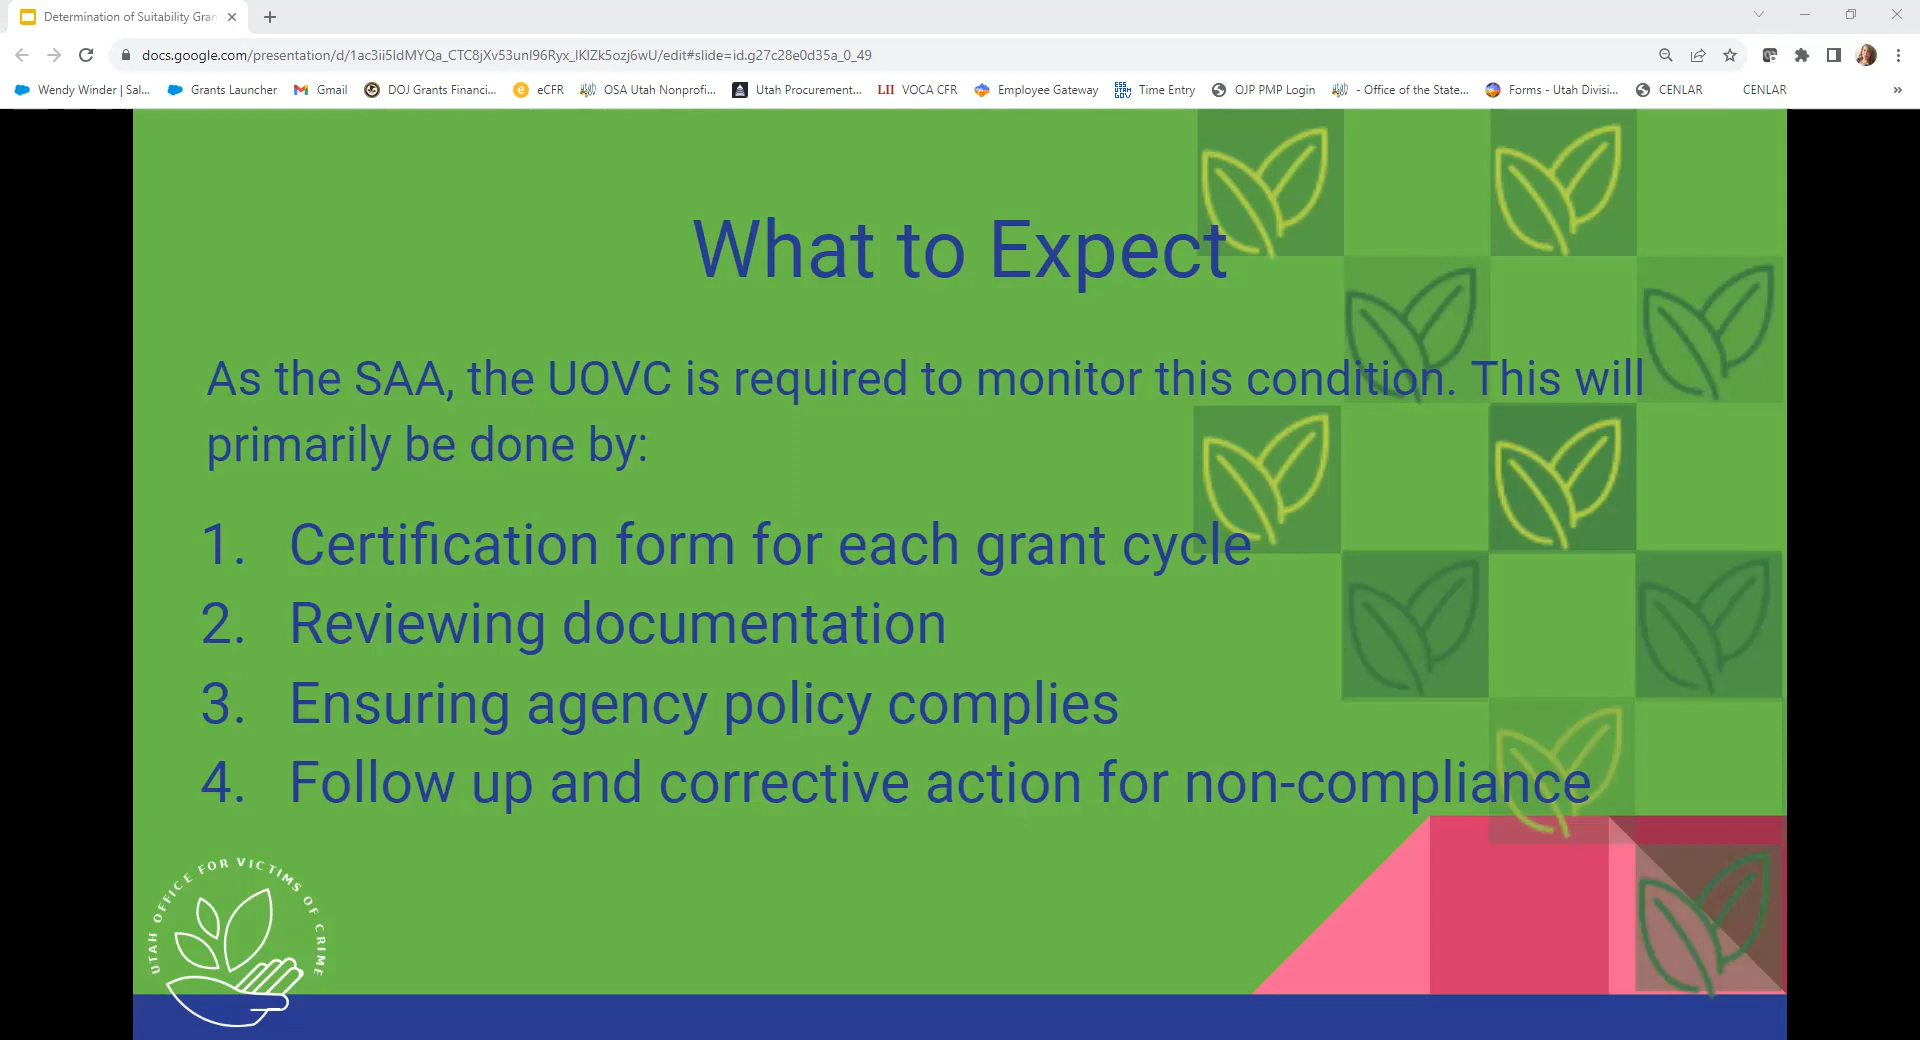 Determination of Suitability Gran
docs.google.com/presentation/d/1ac3ii5IdMYQa_CTC8jXv53unI96Ryx_IKIZk5ozj6wU/edit#slide=id.g27c28e0d35a_0_49
Wendy Winder | Sal... Grants Launcher Gmail DOJ Grants Financi... eCFR OSA Utah Nonprofi... Utah Procurement... LII VOCA CFR Employee Gateway Time Entry OJP PMP Login - Office of the State... Forms - Utah Divisi... CENLAR CENLAR »
What to Expect
As the SAA, the UOVC is required to monitor this condition. This will
primarily be done by:
1. Certification form for each grant cycle
2. Reviewing documentation
3. Ensuring agency policy complies
4. Follow up and corrective action for non-compliance
UTAH OFFICE FOR VICTIMS OF CRIME